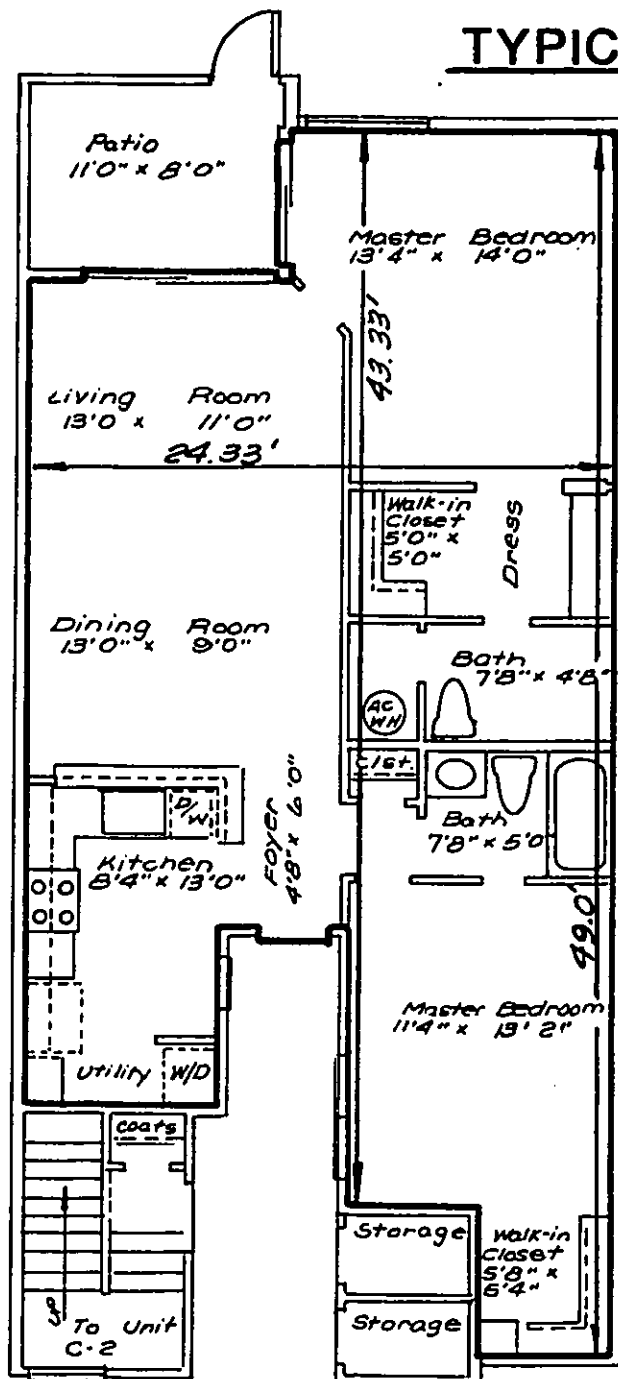 TYPIC
Patio
11'0" x 8'0"
Master Bedroom
13'4" x 14'0"
43.33'
Living Room
13'0 x 11'0"
24.33'
Walk-in
Closet
5'0" x
5'0"
Dress
Dining Room
13'0" x 9'0"
Bath
7'8" x 4'8"
AC
WH
Clst.
D/W
Foyer
4'8" x 6'0"
Kitchen
8'4" x 13'0"
Bath
7'8" x 5'0
49.0'
Master Bedroom
11'4" x 13'2"
Utility W/D
Coats
Storage
Walk-in
Closet
5'8" x
6'4"
UP
To Unit
C-2
Storage